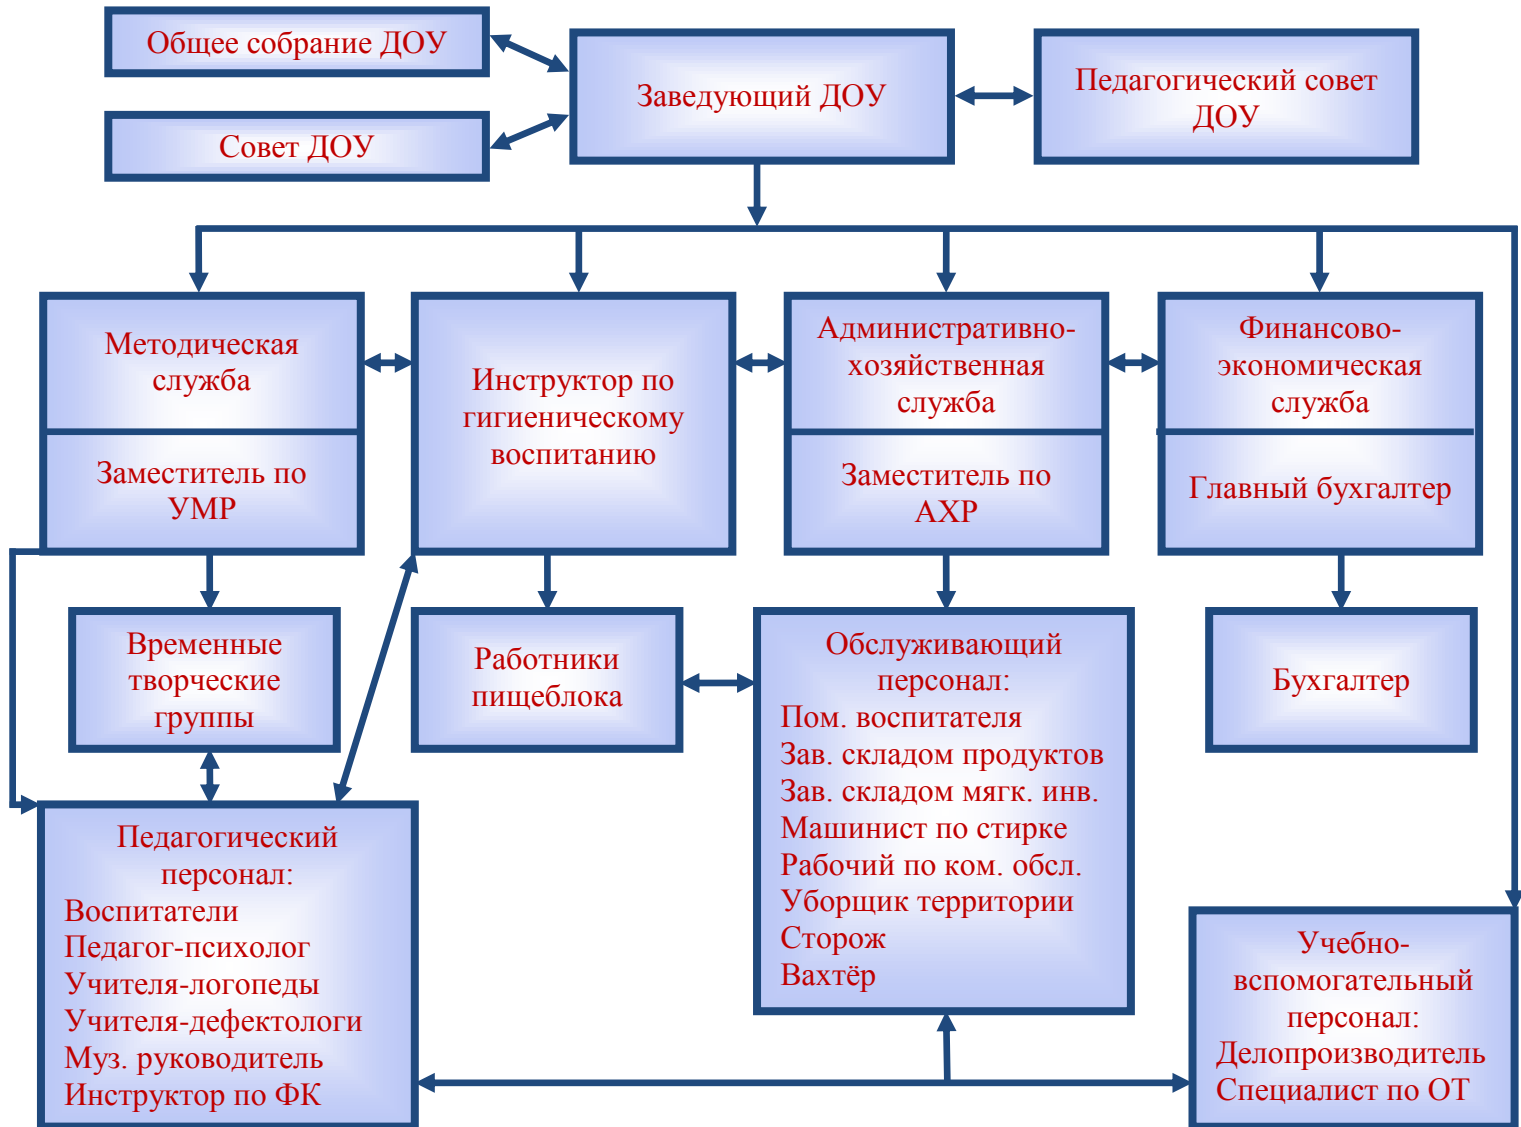 Общее собрание ДОУ
Совет ДОУ
Заведующий ДОУ
Педагогический совет
ДОУ
Методическая
служба
Заместитель по
УМР
Инструктор по
гигиеническому
воспитанию
Административно-
хозяйственная
служба
Заместитель по
АХР
Финансово-
экономическая
служба
Главный бухгалтер
Временные
творческие
группы
Работники
пищеблока
Обслуживающий
персонал:
Пом. воспитателя
Зав. складом продуктов
Зав. складом мягк. инв.
Машинист по стирке
Рабочий по ком. обсл.
Уборщик территории
Сторож
Вахтёр
Бухгалтер
Педагогический
персонал:
Воспитатели
Педагог-психолог
Учителя-логопеды
Учителя-дефектологи
Муз. руководитель
Инструктор по ФК
Учебно-
вспомогательный
персонал:
Делопроизводитель
Специалист по ОТ